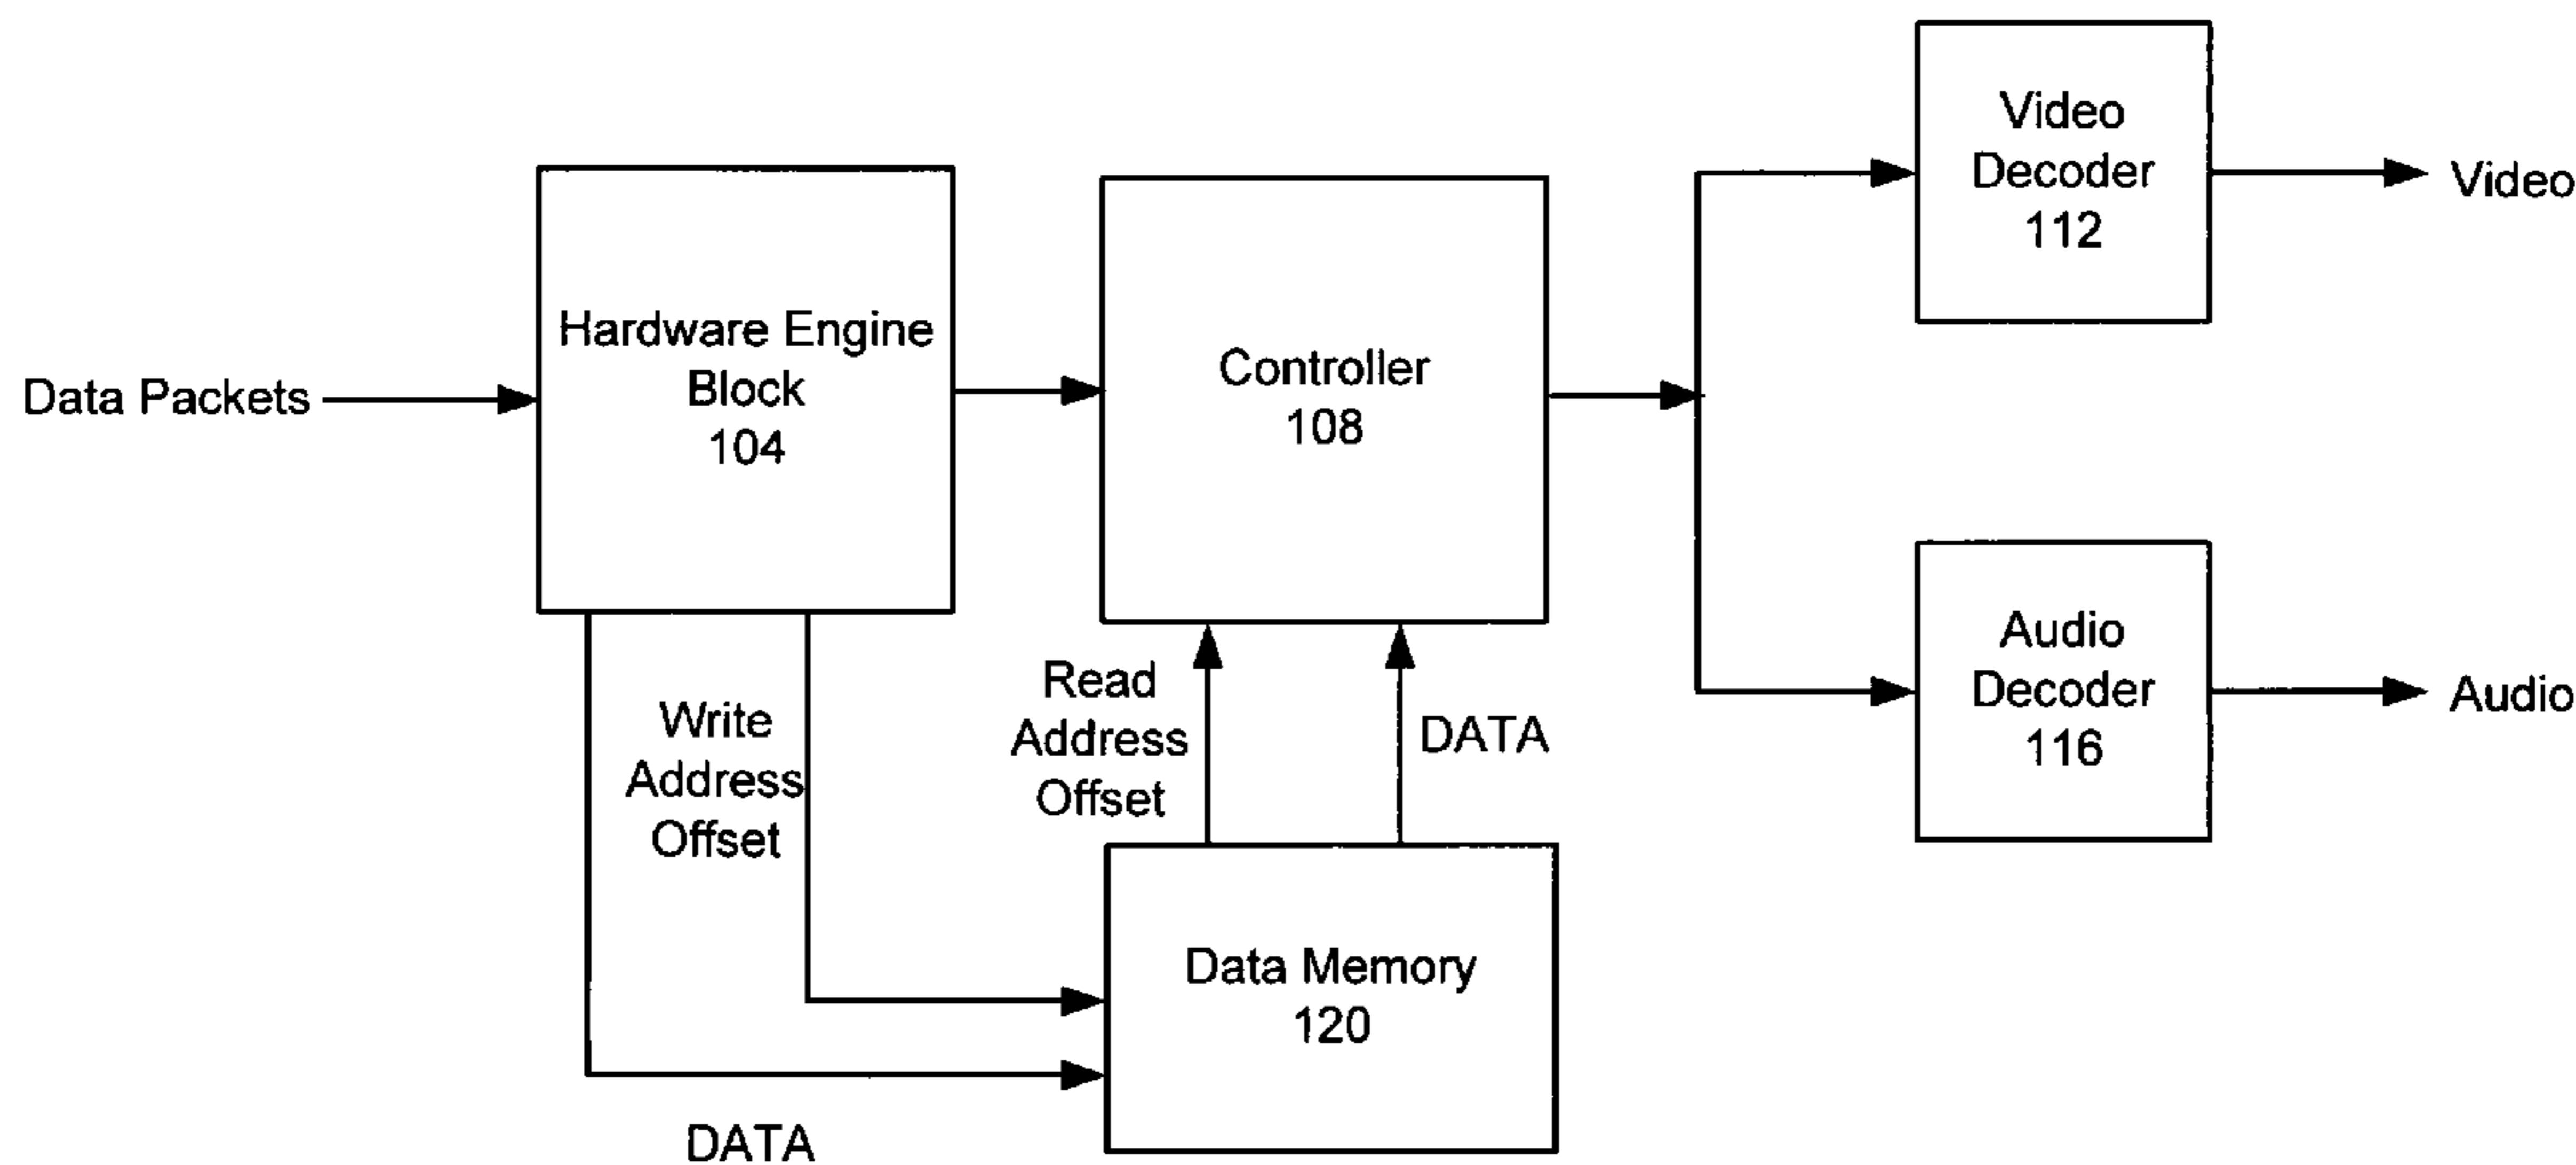 Data Packets
Hardware Engine
Block
104
Controller
108
Video
Decoder
112
Video
Audio
Decoder
116
Audio
Write
Address
Offset
Read
Address
Offset
DATA
Data Memory
120
DATA